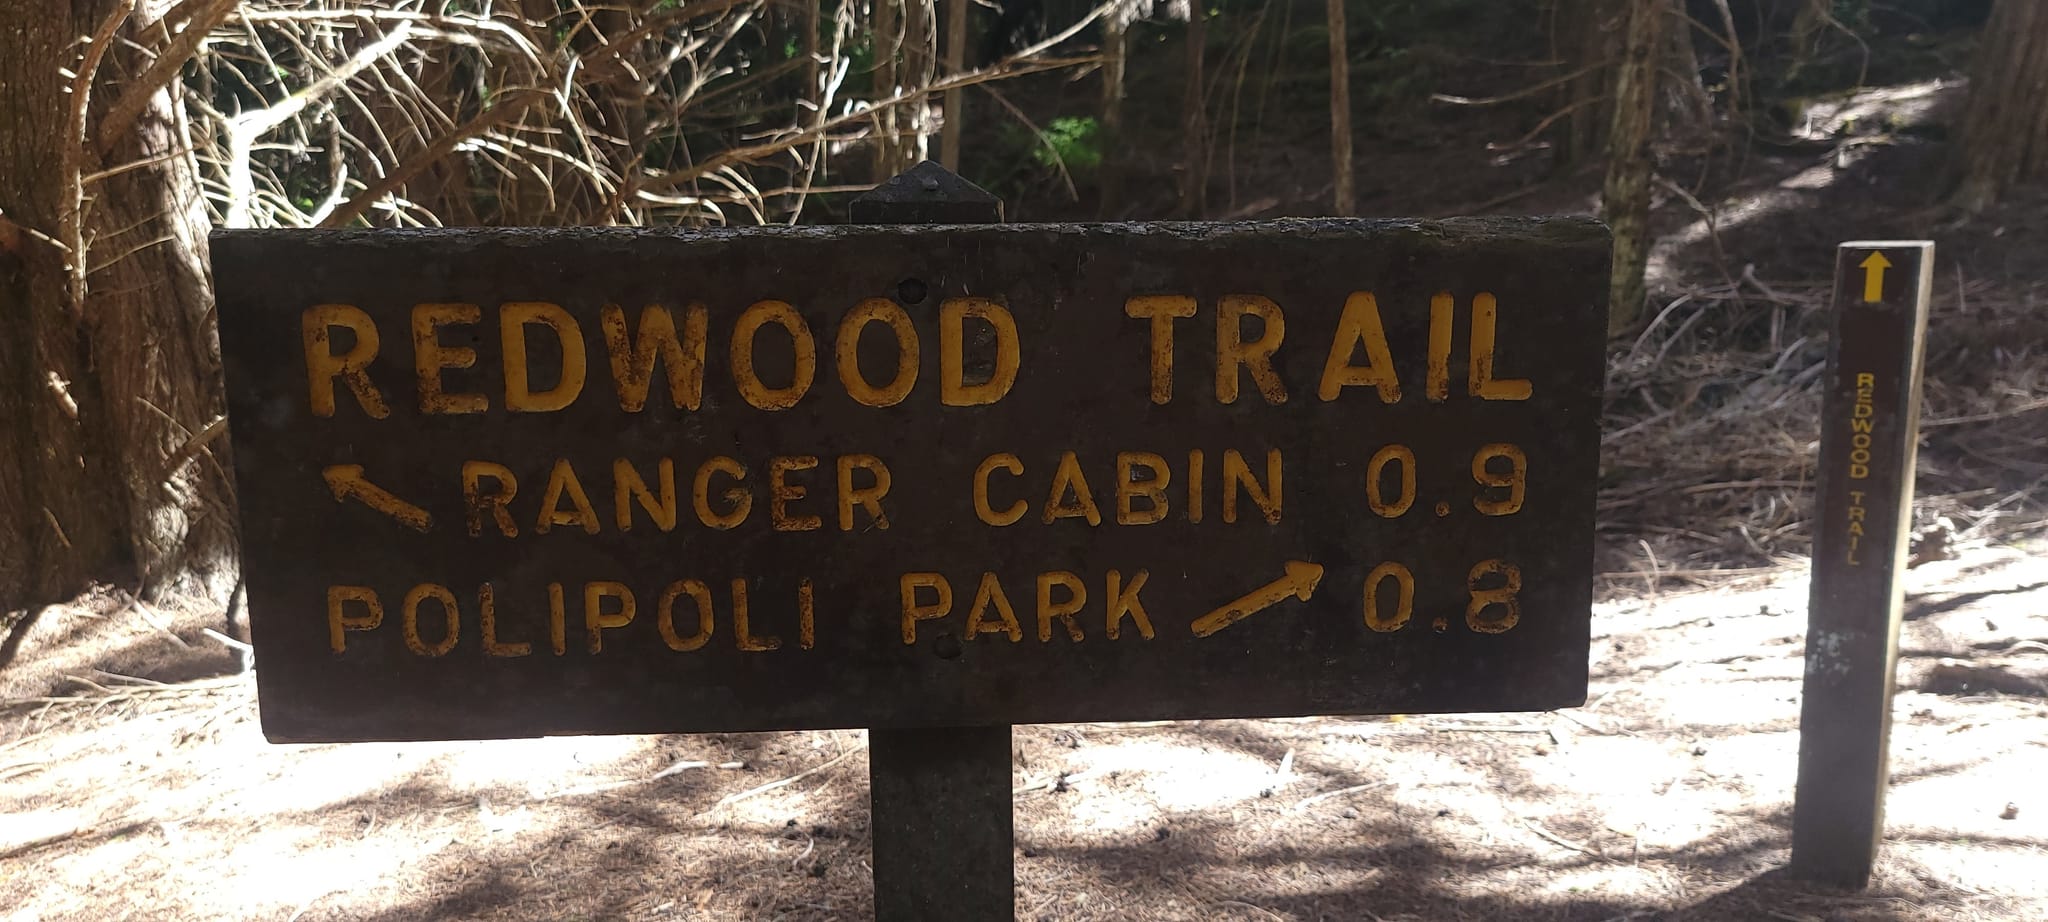 REDWOOD TRAIL
RANGER CABIN 0.9
POLIPOLI PARK 0.8
REDWOOD TRAIL